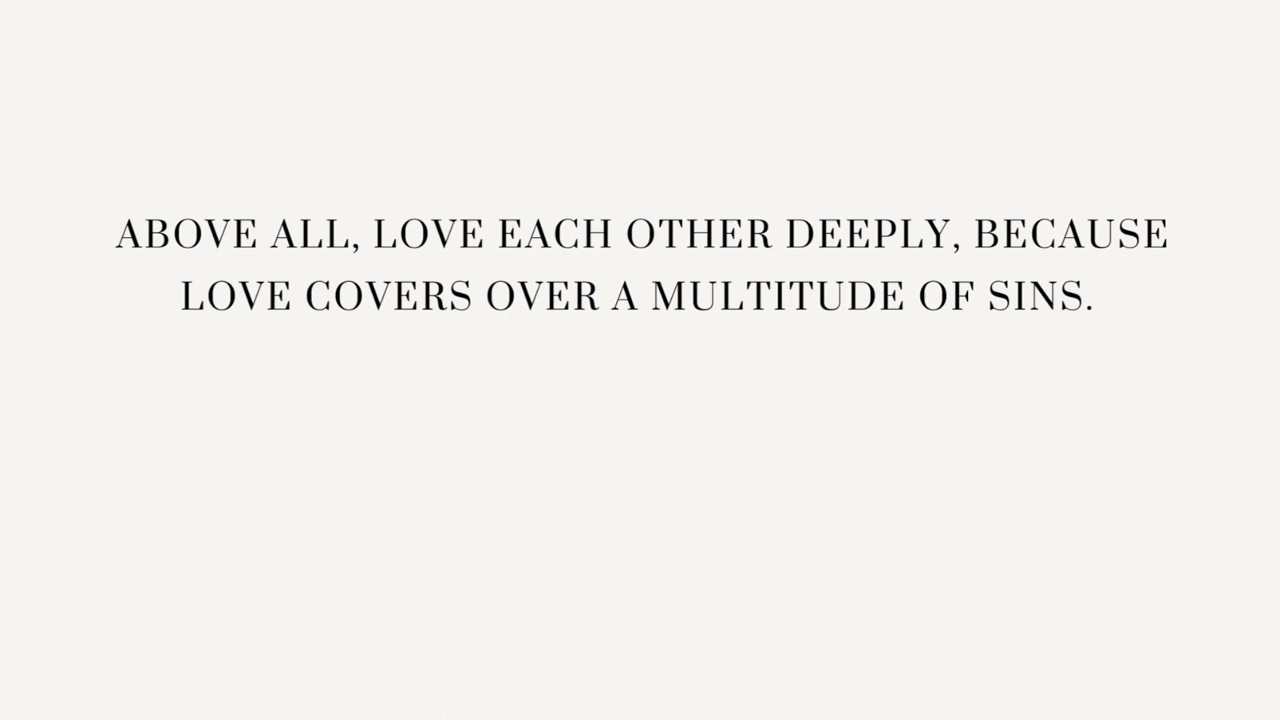 ABOVE ALL, LOVE EACH OTHER DEEPLY, BECAUSE
LOVE COVERS OVER A MULTITUDE OF SINS.